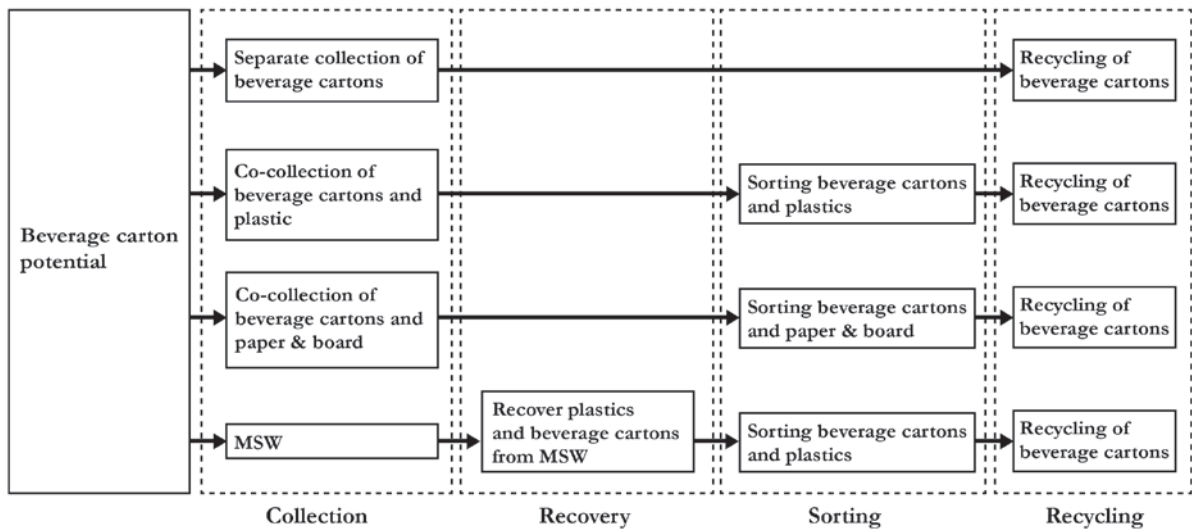 Beverage carton
potential
Separate collection of
beverage cartons
Recycling of
beverage cartons
Co-collection of
beverage cartons and
plastic
Sorting beverage cartons
and plastics
Recycling of
beverage cartons
Co-collection of
beverage cartons and
paper & board
Sorting beverage cartons
and paper & board
Recycling of
beverage cartons
MSW
Recover plastics
and beverage cartons
from MSW
Sorting beverage cartons
and plastics
Recycling of
beverage cartons
Collection
Recovery
Sorting
Recycling